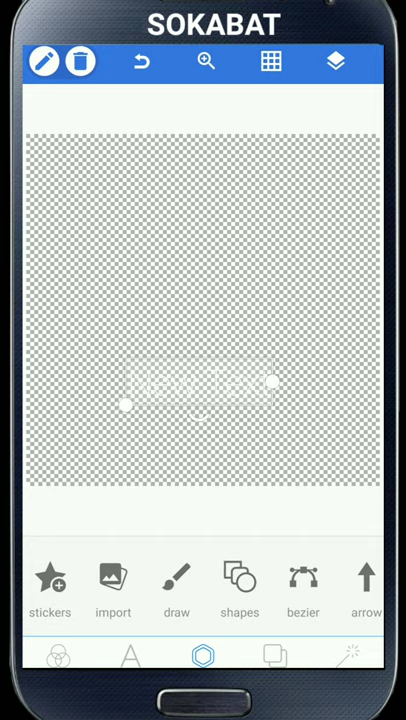 SOKABAT
New Text
stickers
import
draw
shapes
bezier
arrow
A